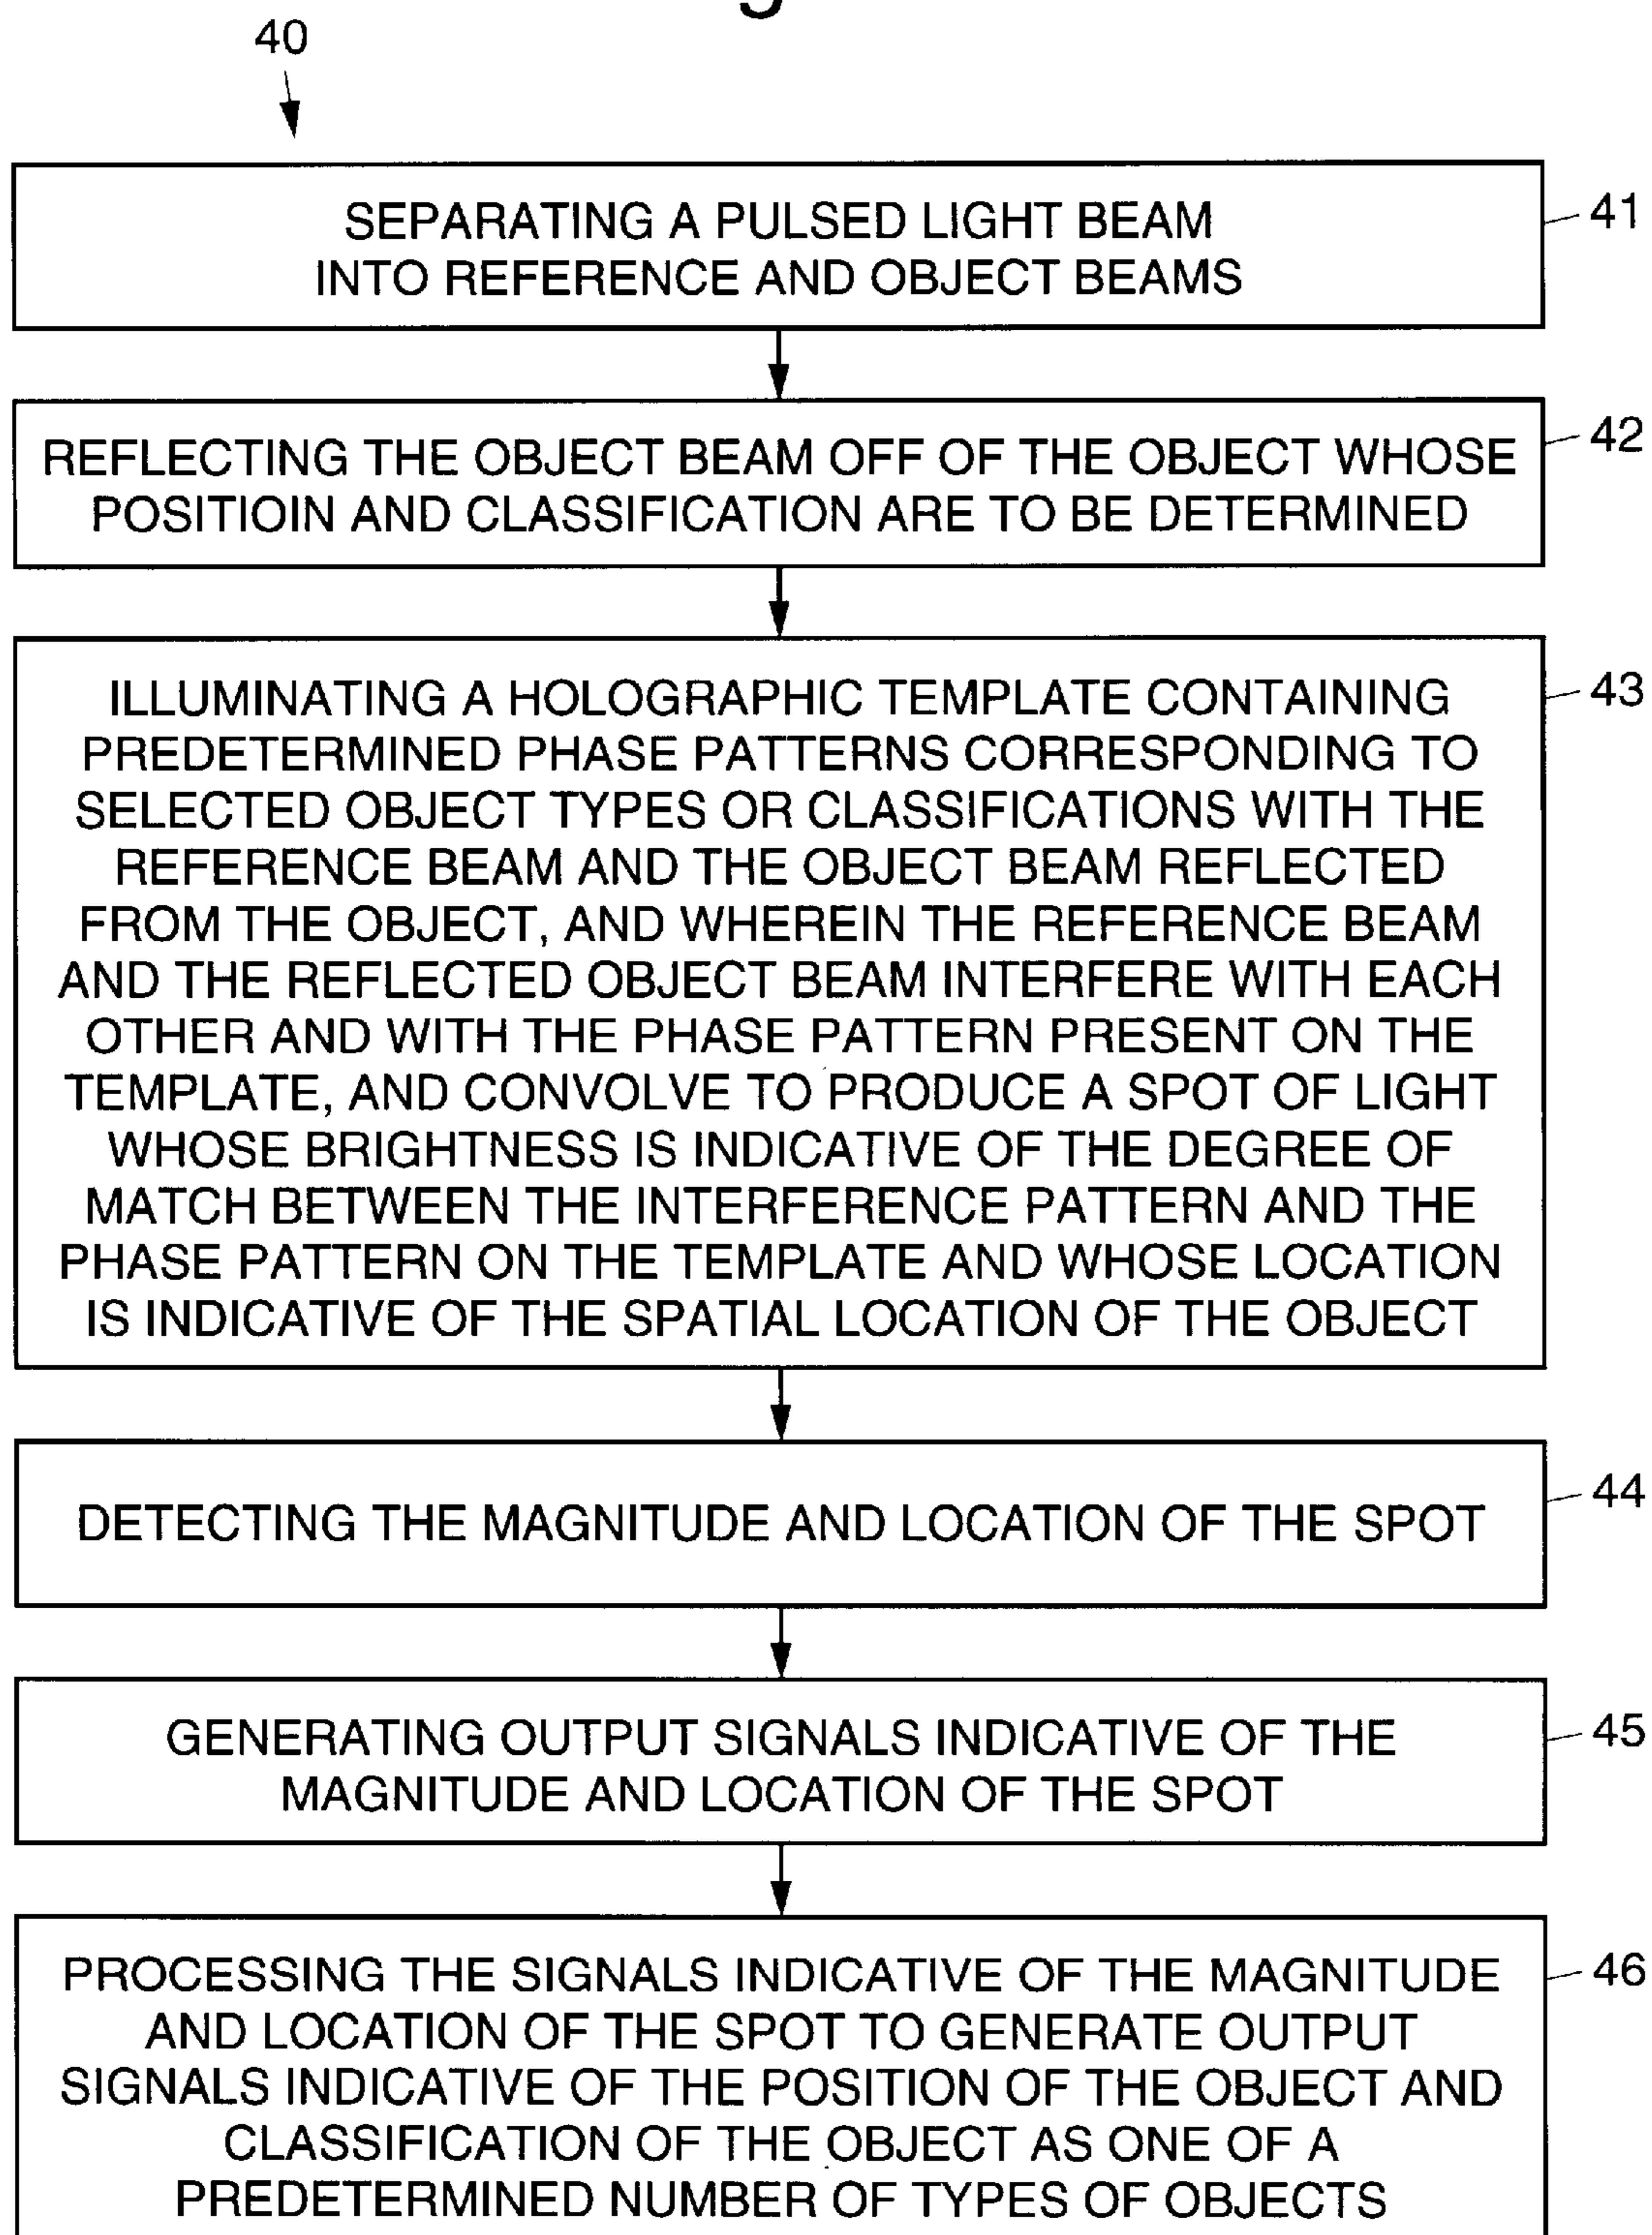 40
SEPARATING A PULSED LIGHT BEAM
INTO REFERENCE AND OBJECT BEAMS
41
REFLECTING THE OBJECT BEAM OFF OF THE OBJECT WHOSE
POSITIOIN AND CLASSIFICATION ARE TO BE DETERMINED
42
ILLUMINATING A HOLOGRAPHIC TEMPLATE CONTAINING
PREDETERMINED PHASE PATTERNS CORRESPONDING TO
SELECTED OBJECT TYPES OR CLASSIFICATIONS WITH THE
REFERENCE BEAM AND THE OBJECT BEAM REFLECTED
FROM THE OBJECT, AND WHEREIN THE REFERENCE BEAM
AND THE REFLECTED OBJECT BEAM INTERFERE WITH EACH
OTHER AND WITH THE PHASE PATTERN PRESENT ON THE
TEMPLATE, AND CONVOLVE TO PRODUCE A SPOT OF LIGHT
WHOSE BRIGHTNESS IS INDICATIVE OF THE DEGREE OF
MATCH BETWEEN THE INTERFERENCE PATTERN AND THE
PHASE PATTERN ON THE TEMPLATE AND WHOSE LOCATION
IS INDICATIVE OF THE SPATIAL LOCATION OF THE OBJECT
43
DETECTING THE MAGNITUDE AND LOCATION OF THE SPOT
44
GENERATING OUTPUT SIGNALS INDICATIVE OF THE
MAGNITUDE AND LOCATION OF THE SPOT
45
PROCESSING THE SIGNALS INDICATIVE OF THE MAGNITUDE
AND LOCATION OF THE SPOT TO GENERATE OUTPUT
SIGNALS INDICATIVE OF THE POSITION OF THE OBJECT AND
CLASSIFICATION OF THE OBJECT AS ONE OF A
PREDETERMINED NUMBER OF TYPES OF OBJECTS
46